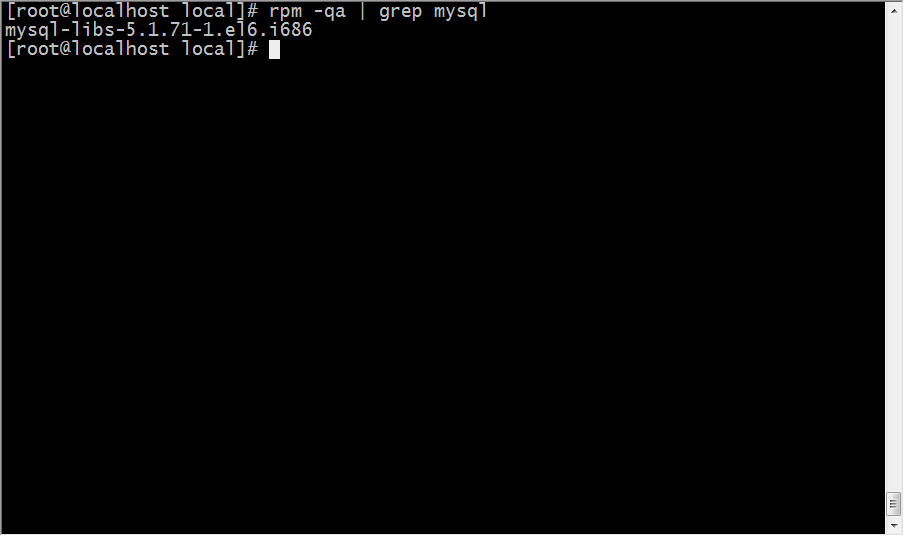 [root@localhost local]# rpm -qa | grep mysql
mysql-libs-5.1.71-1.el6.i686
[root@localhost local]#